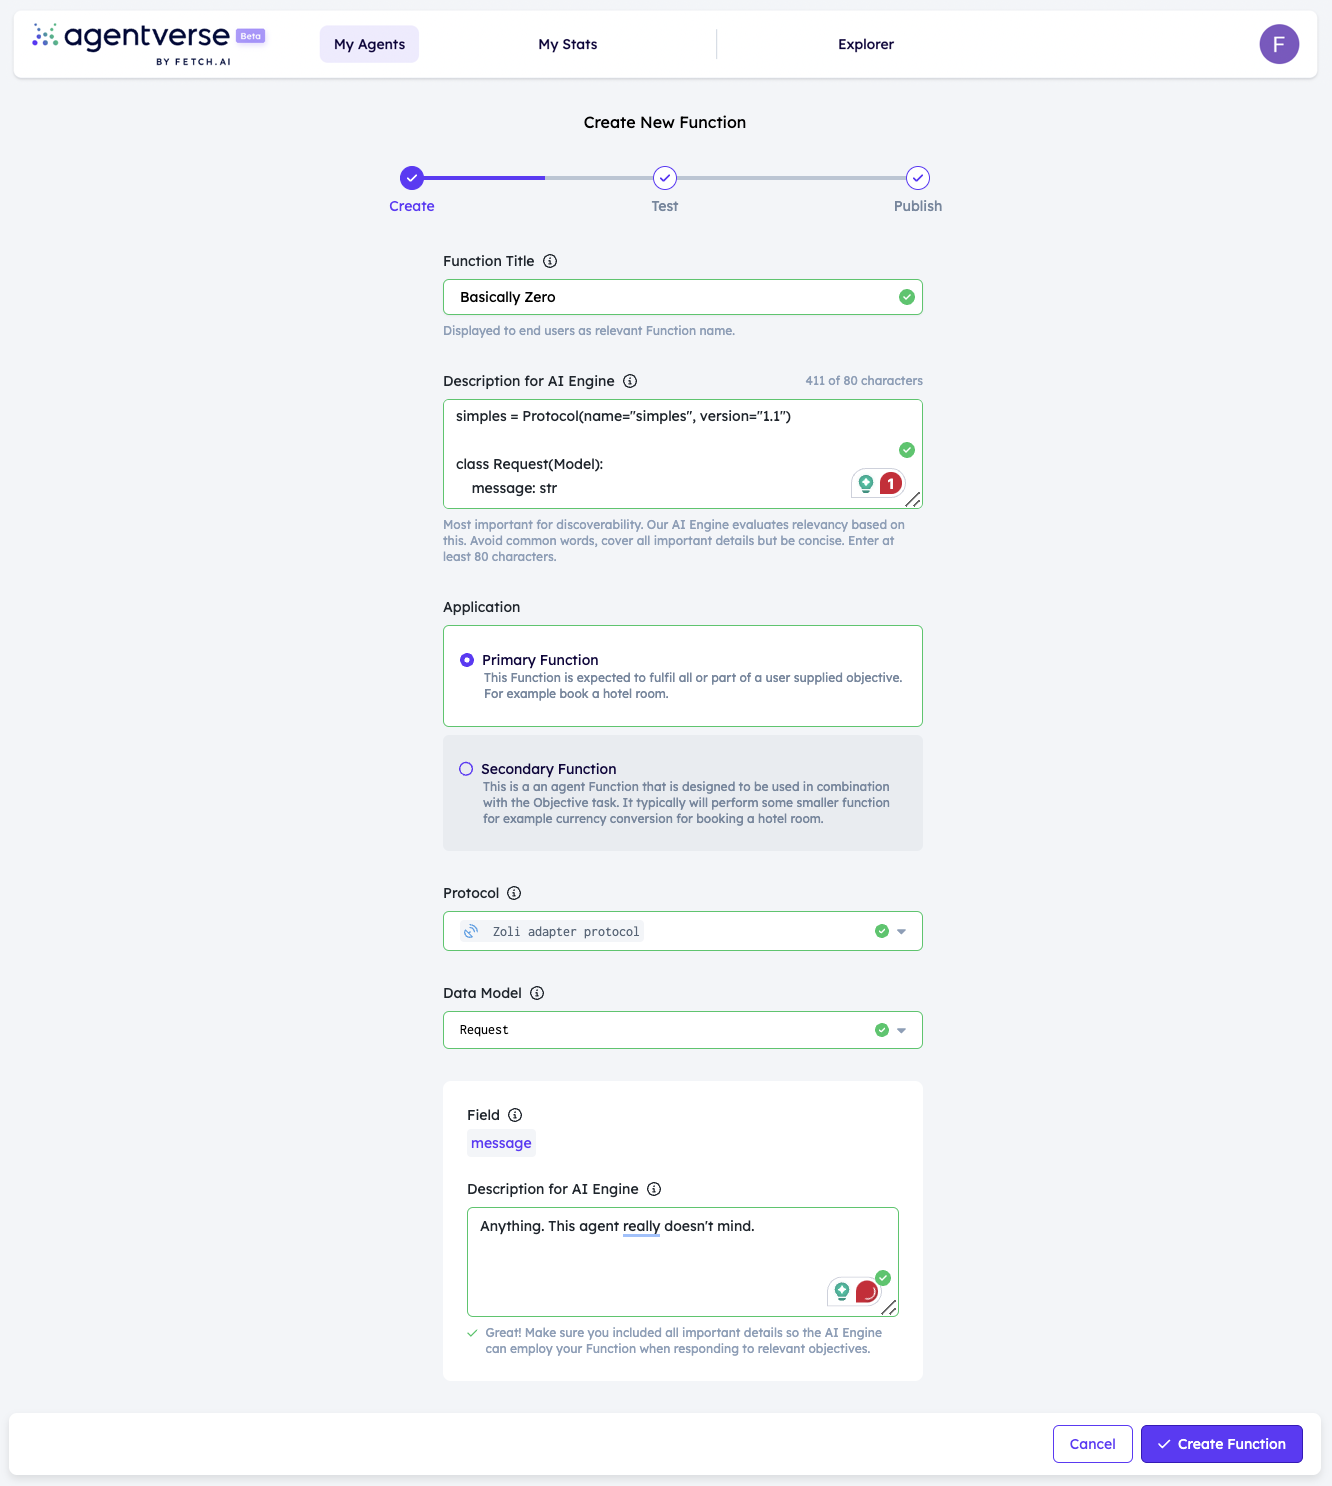 agentverse Beta
BY FETCH.AI
My Agents
My Stats
Explorer
F
Create New Function
Create
Test
Publish
Function Title
Basically Zero
Displayed to end users as relevant Function name.
Description for AI Engine
411 of 80 characters
simples = Protocol(name="simples", version="1.1")
class Request(Model):
message: str
1
Most important for discoverability. Our AI Engine evaluates relevancy based on
this. Avoid common words, cover all important details but be concise. Enter at
least 80 characters.
Application
Primary Function
This Function is expected to fulfil all or part of a user supplied objective.
For example book a hotel room.
Secondary Function
This is a an agent Function that is designed to be used in combination
with the Objective task. It typically will perform some smaller function
for example currency conversion for booking a hotel room.
Protocol
Zoli adapter protocol
Data Model
Request
Field
message
Description for AI Engine
Anything. This agent really doesn't mind.
Great! Make sure you included all important details so the AI Engine
can employ your Function when responding to relevant objectives.
Cancel
Create Function